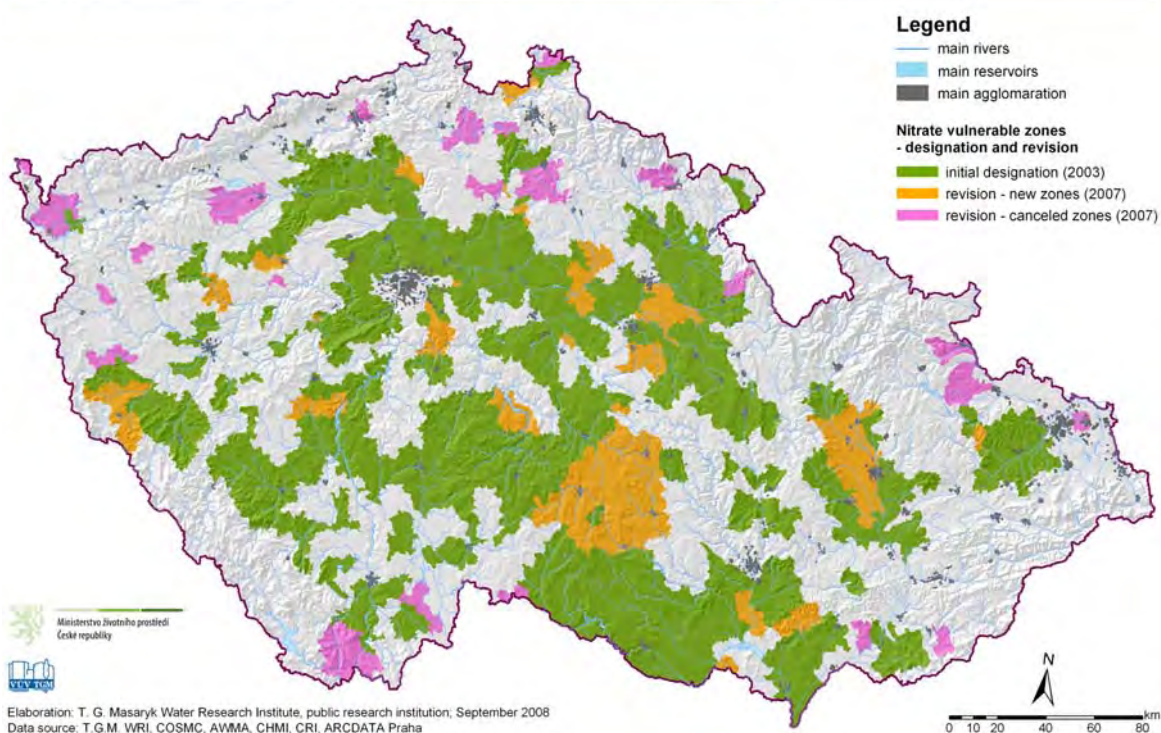 Legend
main rivers
main reservoirs
main agglomaration
Nitrate vulnerable zones
- designation and revision
initial designation (2003)
revision - new zones (2007)
revision - canceled zones (2007)
Ministerstvo životního prostředí
České republiky
VÚV TGM
Elaboration: T. G. Masaryk Water Research Institute, public research institution; September 2008
Data source: T.G.M. WRI, COSMC, AWMA, CHMI, CRI, ARCDATA Praha
N
km
0 10 20 40 60 80